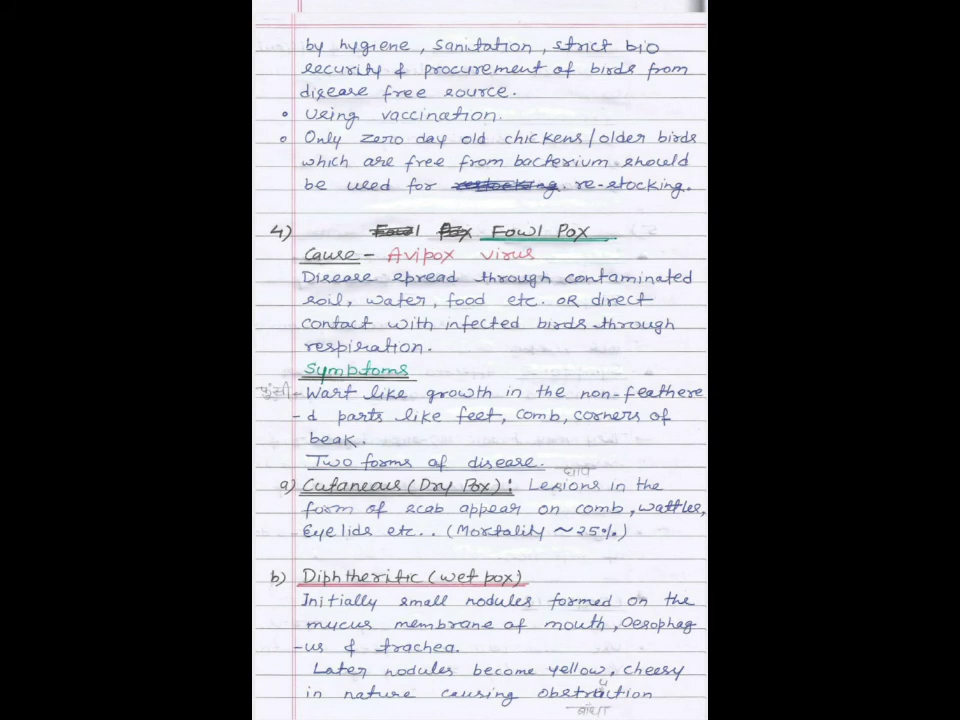 by hygiene, sanitation, strict bio
security & procurement of birds from
disease free source.
• Using vaccination.
• Only zero day old chickens/older birds
which are free from bacterium should
be used for restocking. re-stocking.
4) Fowl Pox Fowl Pox
Cause - Avipox virus
Disease spread through contaminated
soil, water, food etc. OR direct
contact with infected birds through
respiration.
Symptoms
फुंसी - Wart like growth in the non-feathere
- d parts like feet, comb, corners of
beak.
Two forms of disease.
घाव
a) Cutaneous (Dry Pox): Lesions in the
form of scab appear on comb, wattles,
Eyelids etc.. (Mortality ~25%)
b) Diphtheritic (wet pox)
Initially small nodules formed on the
mucus membrane of mouth, Oesophag
-us & trachea.
Later nodules become yellow, cheesy
in nature causing obstruction